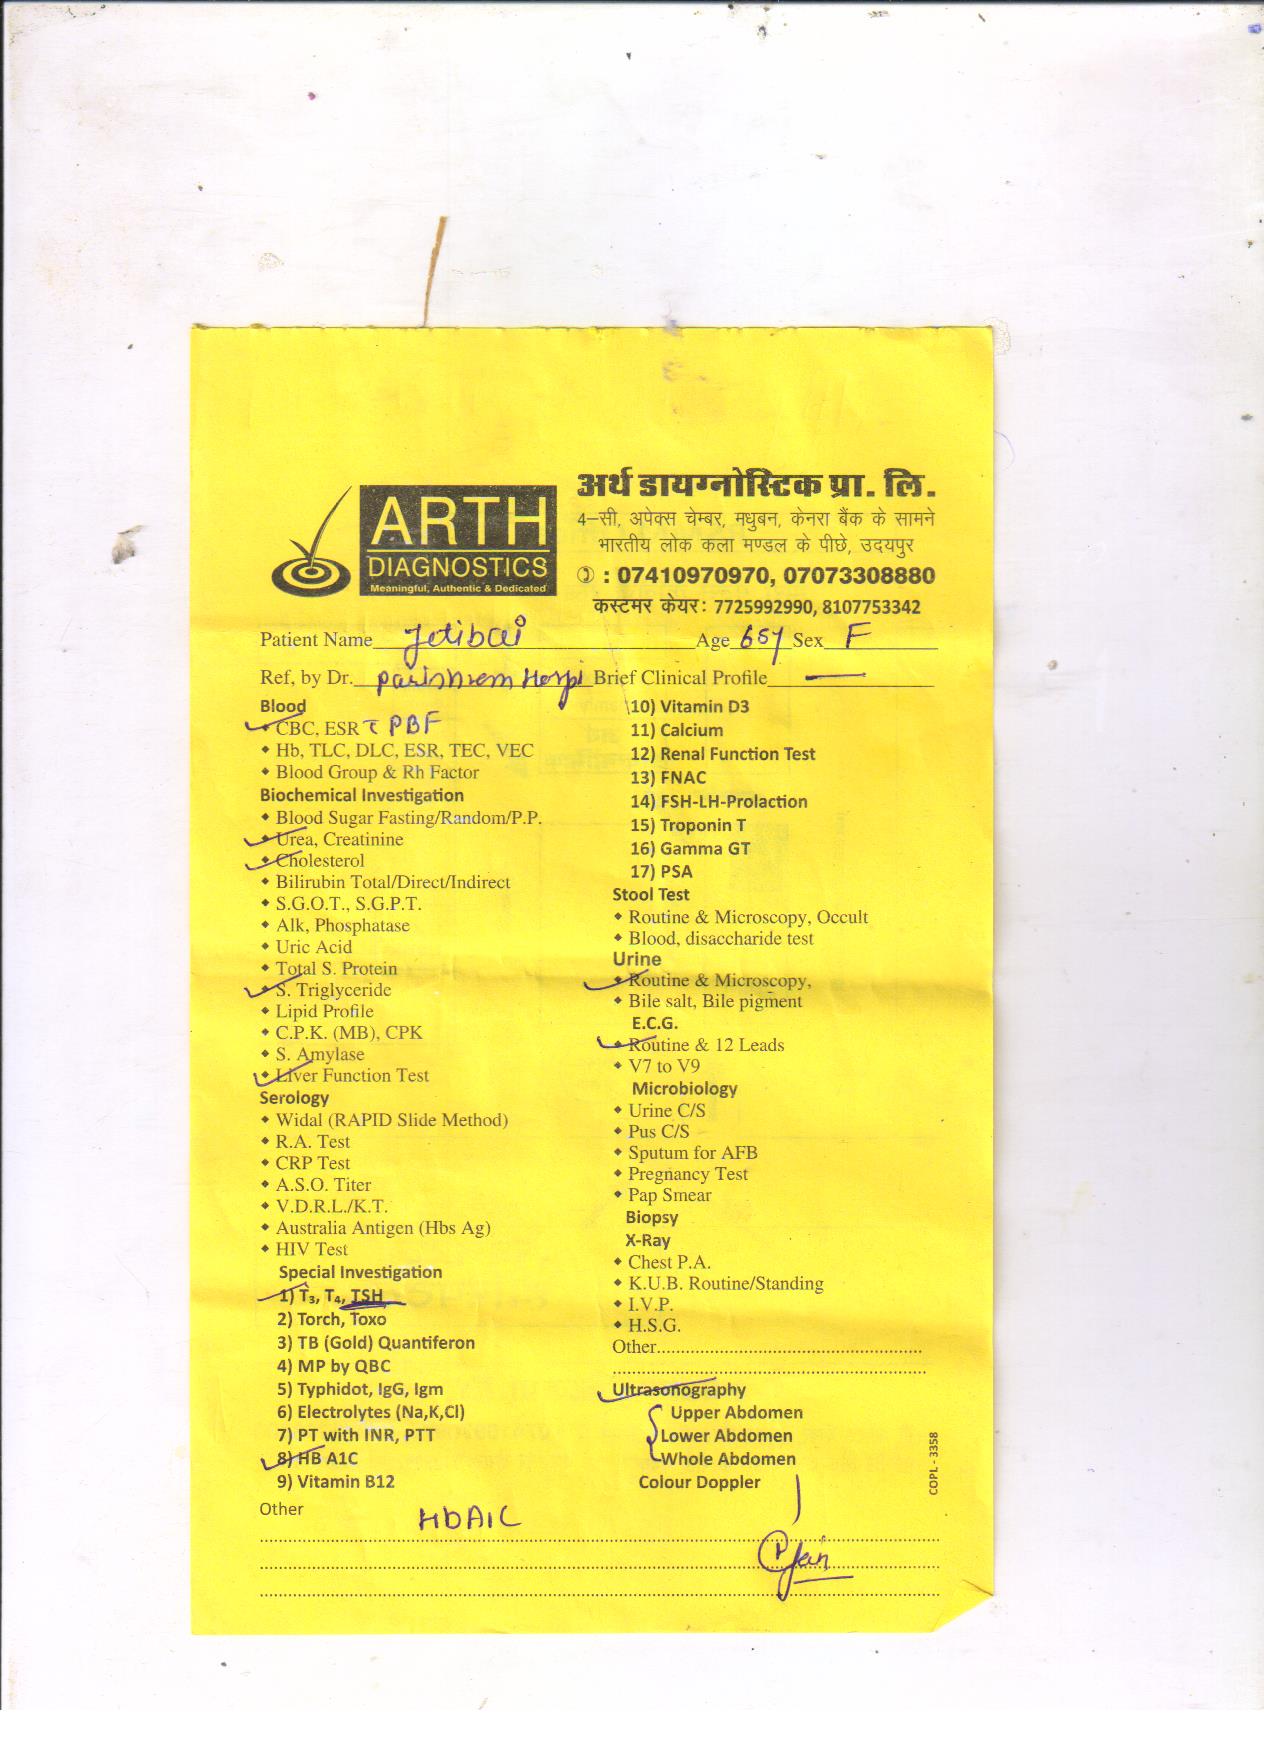 ARTH
DIAGNOSTICS
Meaningful, Authentic & Dedicated
अर्थ डायग्नोस्टिक प्रा. लि.
4–सी, अपेक्स चेम्बर, मधुबन, केनरा बैंक के सामने
भारतीय लोक कला मण्डल के पीछे, उदयपुर
✆ : 07410970970, 07073308880
कस्टमर केयर: 7725992990, 8107753342
Patient Name Jetibai Age 65y Sex F
Ref, by Dr. Hospi Brief Clinical Profile —
Blood
CBC, ESR PBF
Hb, TLC, DLC, ESR, TEC, VEC
Blood Group & Rh Factor
Biochemical Investigation
Blood Sugar Fasting/Random/P.P.
Urea, Creatinine
Cholesterol
Bilirubin Total/Direct/Indirect
S.G.O.T., S.G.P.T.
Alk, Phosphatase
Uric Acid
Total S. Protein
S. Triglyceride
Lipid Profile
C.P.K. (MB), CPK
S. Amylase
Liver Function Test
Serology
Widal (RAPID Slide Method)
R.A. Test
CRP Test
A.S.O. Titer
V.D.R.L./K.T.
Australia Antigen (Hbs Ag)
HIV Test
Special Investigation
1) T₃, T₄, TSH
2) Torch, Toxo
3) TB (Gold) Quantiferon
4) MP by QBC
5) Typhidot, IgG, Igm
6) Electrolytes (Na,K,Cl)
7) PT with INR, PTT
8) HB A1C
9) Vitamin B12
10) Vitamin D3
11) Calcium
12) Renal Function Test
13) FNAC
14) FSH-LH-Prolaction
15) Troponin T
16) Gamma GT
17) PSA
Stool Test
Routine & Microscopy, Occult
Blood, disaccharide test
Urine
Routine & Microscopy,
Bile salt, Bile pigment
E.C.G.
Routine & 12 Leads
V7 to V9
Microbiology
Urine C/S
Pus C/S
Sputum for AFB
Pregnancy Test
Pap Smear
Biopsy
X-Ray
Chest P.A.
K.U.B. Routine/Standing
I.V.P.
H.S.G.
Other
Ultrasonography
Upper Abdomen
Lower Abdomen
Whole Abdomen
Colour Doppler
COPL - 3358
Other
HbA1C
Jain